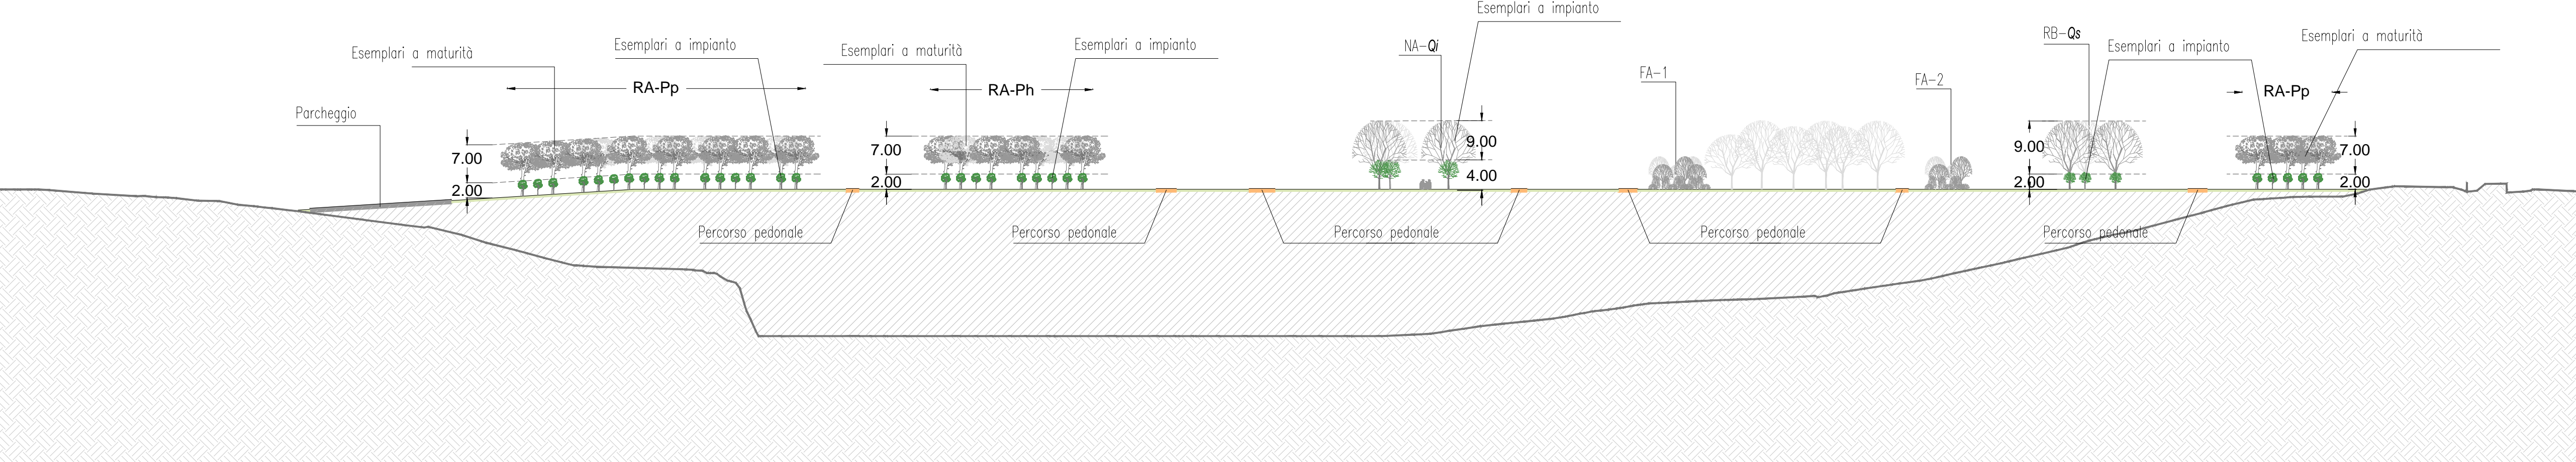 Esemplari a impianto
RB-Qs
Esemplari a maturità
Esemplari a impianto
Esemplari a maturità
Esemplari a impianto
NA-Qi
Esemplari a impianto
Esemplari a maturità
FA-1
FA-2
RA-Pp
RA-Ph
RA-Pp
Parcheggio
7.00
7.00
9.00
9.00
7.00
2.00
2.00
4.00
2.00
2.00
Percorso pedonale
Percorso pedonale
Percorso pedonale
Percorso pedonale
Percorso pedonale